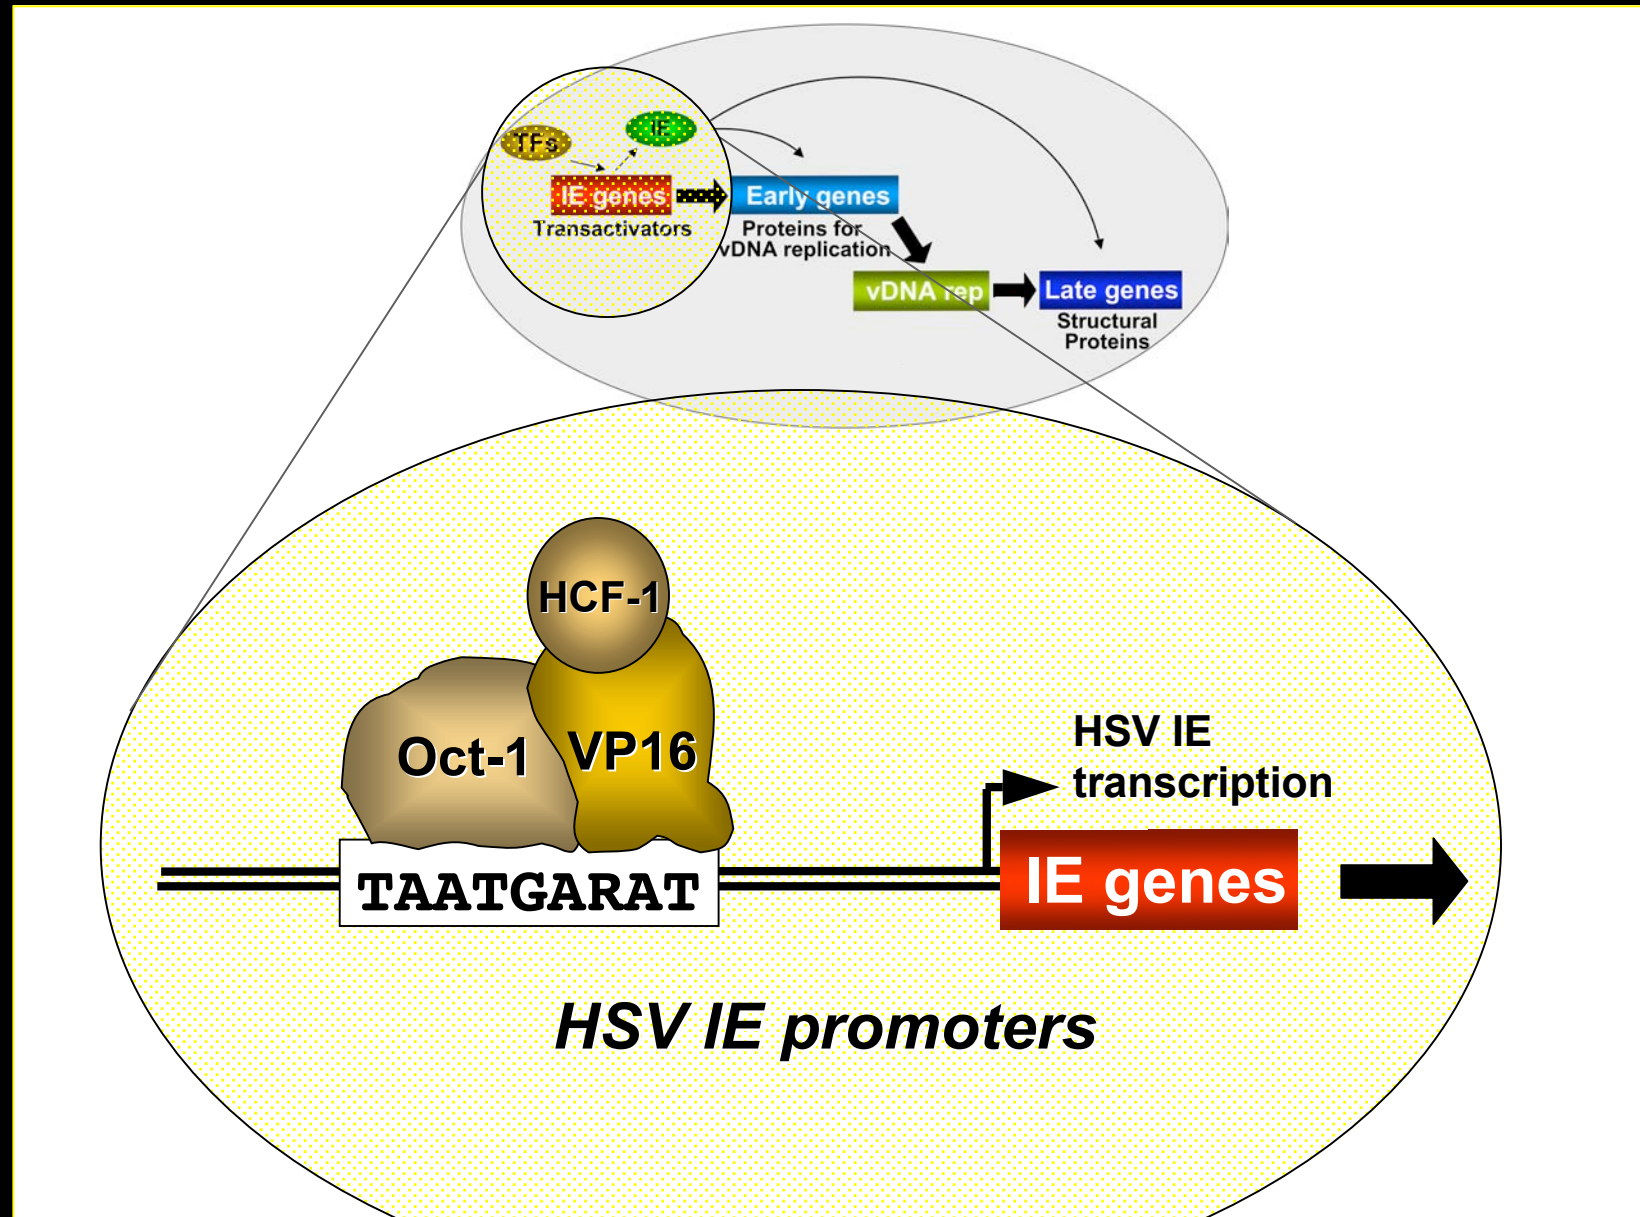 TFs
IE
IE genes
Transactivators
Early genes
Proteins for
vDNA replication
vDNA rep
Late genes
Structural
Proteins
HCF-1
Oct-1
VP16
HSV IE
transcription
TAATGARAT
IE genes
HSV IE promoters